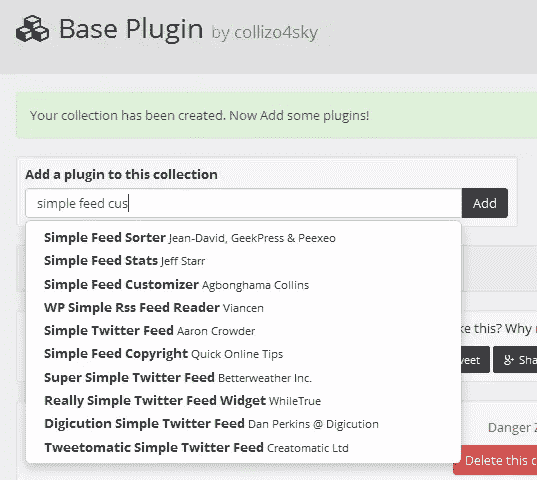 Base Plugin by collizo4sky
Your collection has been created. Now Add some plugins!
Add a plugin to this collection
simple feed cus
Add
Simple Feed Sorter Jean-David, GeekPress & Peexeo
Simple Feed Stats Jeff Starr
Simple Feed Customizer Agbonghama Collins
WP Simple Rss Feed Reader Viancen
Simple Twitter Feed Aaron Crowder
Simple Feed Copyright Quick Online Tips
Super Simple Twitter Feed Betterweather Inc.
Really Simple Twitter Feed Widget WhileTrue
Digicution Simple Twitter Feed Dan Perkins @ Digicution
Tweetomatic Simple Twitter Feed Creatomatic Ltd
this? Why
Danger
Delete this